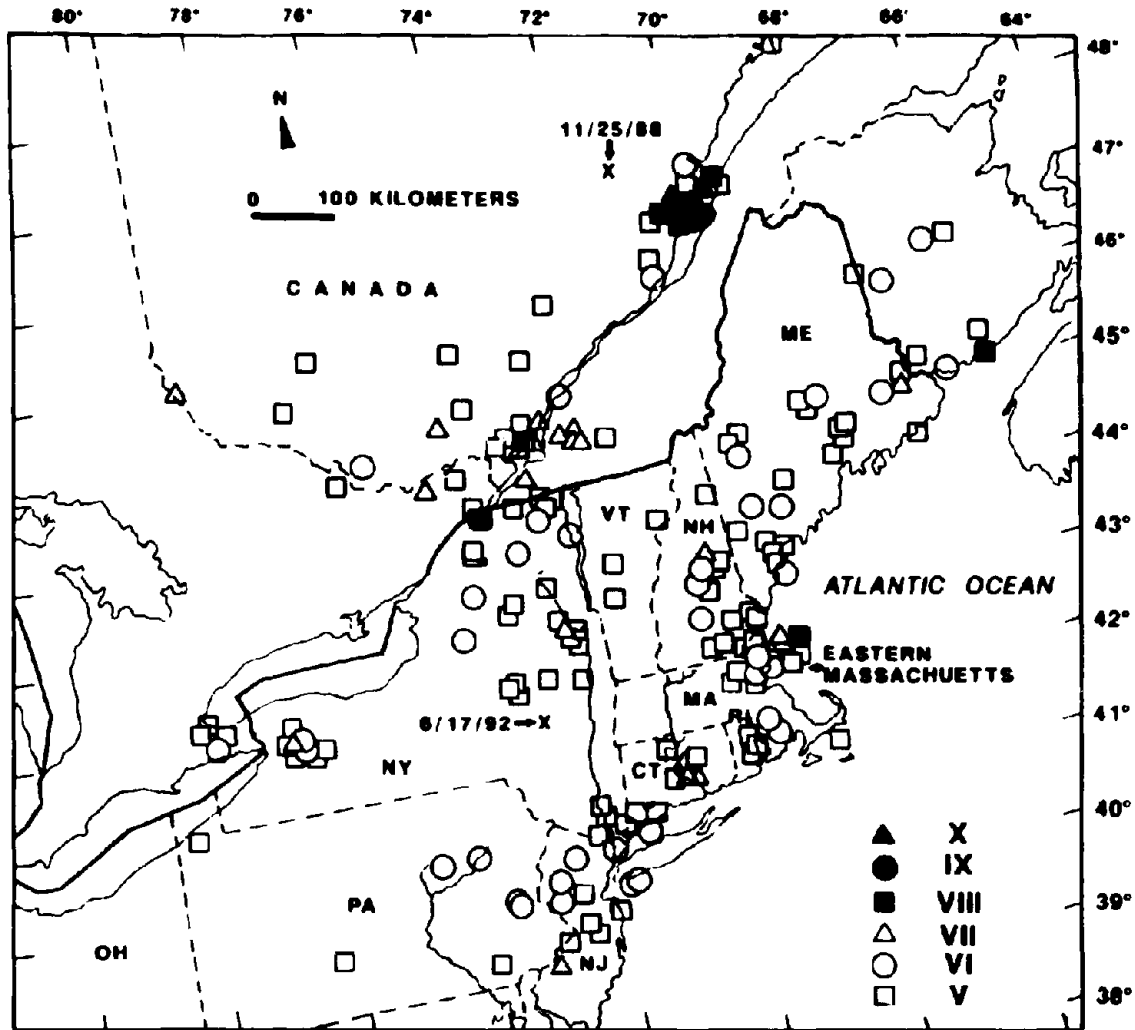 80° 78° 76° 74° 72° 70° 68° 66° 64°
48°
N
11/25/88
X
47°
0 100 KILOMETERS
46°
CANADA
ME
45°
44°
VT
NH
43°
ATLANTIC OCEAN
42°
EASTERN
MASSACHUETTS
MA
6/17/92 X
41°
NY
CT
40°
X
IX
39°
PA
VIII
OH
VII
NJ
VI
V
38°